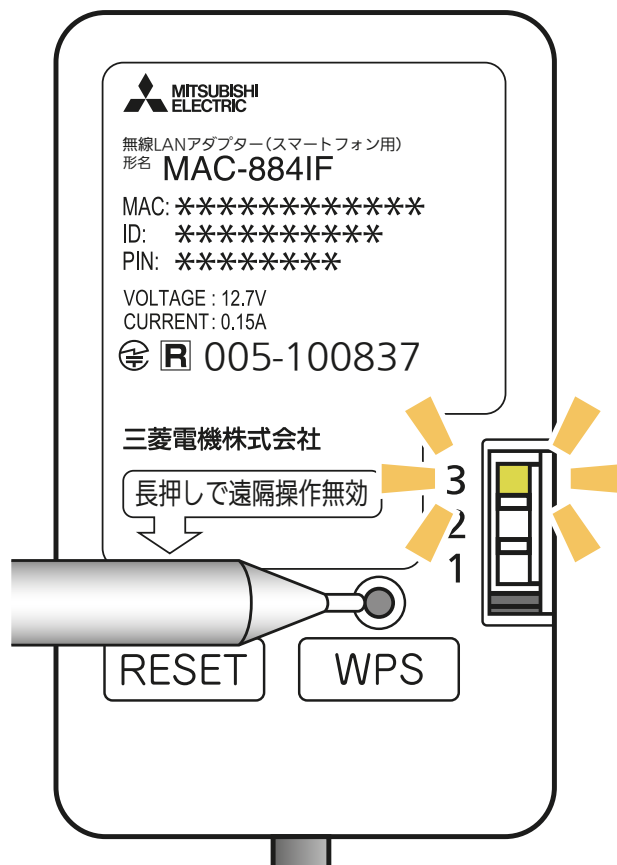 MITSUBISHI
ELECTRIC
無線LANアダプター(スマートフォン用)
形名 MAC-884IF
MAC: ************
ID: **********
PIN: ********
VOLTAGE : 12.7V
CURRENT : 0.15A
R 005-100837
三菱電機株式会社
長押しで遠隔操作無効
3
2
1
RESET
WPS